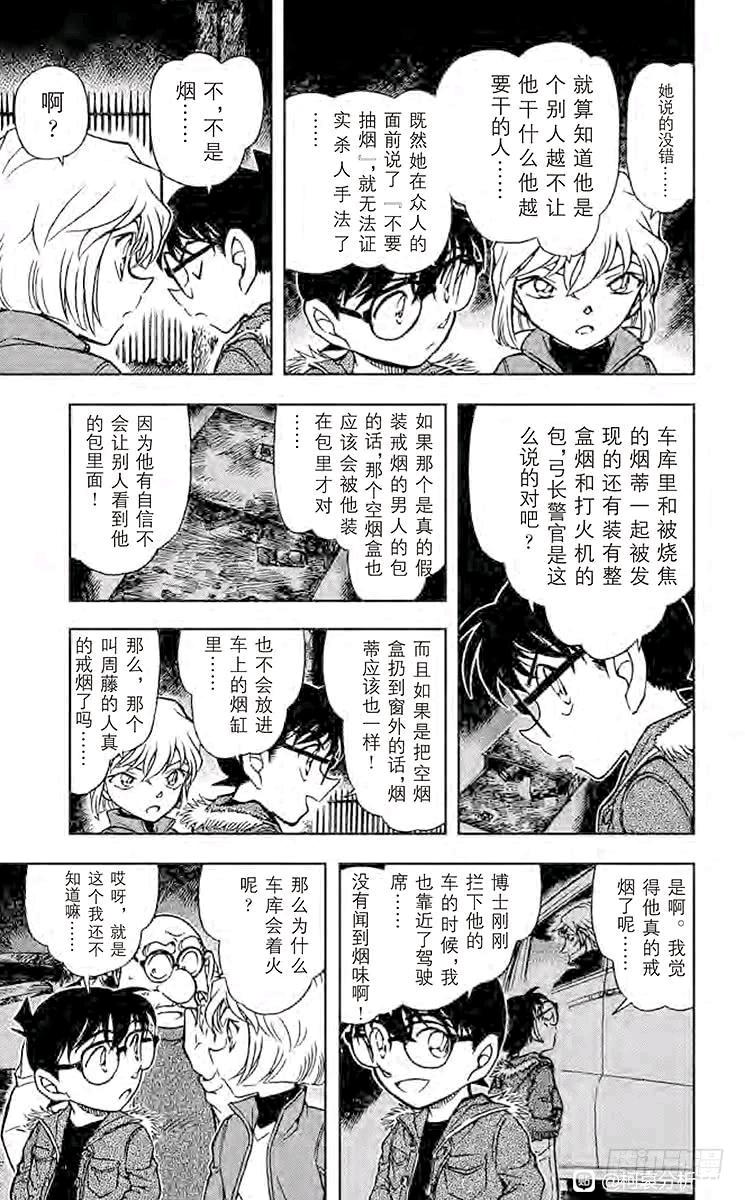 她说的没错……
就算知道他是
个别人越不让
他干什么他越
要干的人……
既然她在众人的
面前说了『不要
抽烟』，就无法证
实杀人手法了
……
不，不是
烟……
啊？
车库里和被烧焦
的烟蒂一起被发
现的还有装有整
盒烟和打火机的
包，弓长警官是这
么说的对吧？
如果那个是真的假
装戒烟的男人的包
的话，那个空烟盒也
应该会被他装
在包里才对
……
因为他有自信不
会让别人看到他
的包里面！
而且如果是把空烟
盒扔到窗外的话，烟
蒂应该也一样！
也不会放进
车上的烟缸
里……
那么，那个
叫周藤的人真
的戒烟了吗……
是啊。我觉
得他真的戒
烟了呢……
博士刚刚
拦下他的
车的时候，我
也靠近了驾驶
席……
没有闻到烟味啊！
那么为什么
车库会着火
呢？
哎呀，就是
这个我还不
知道嘛……